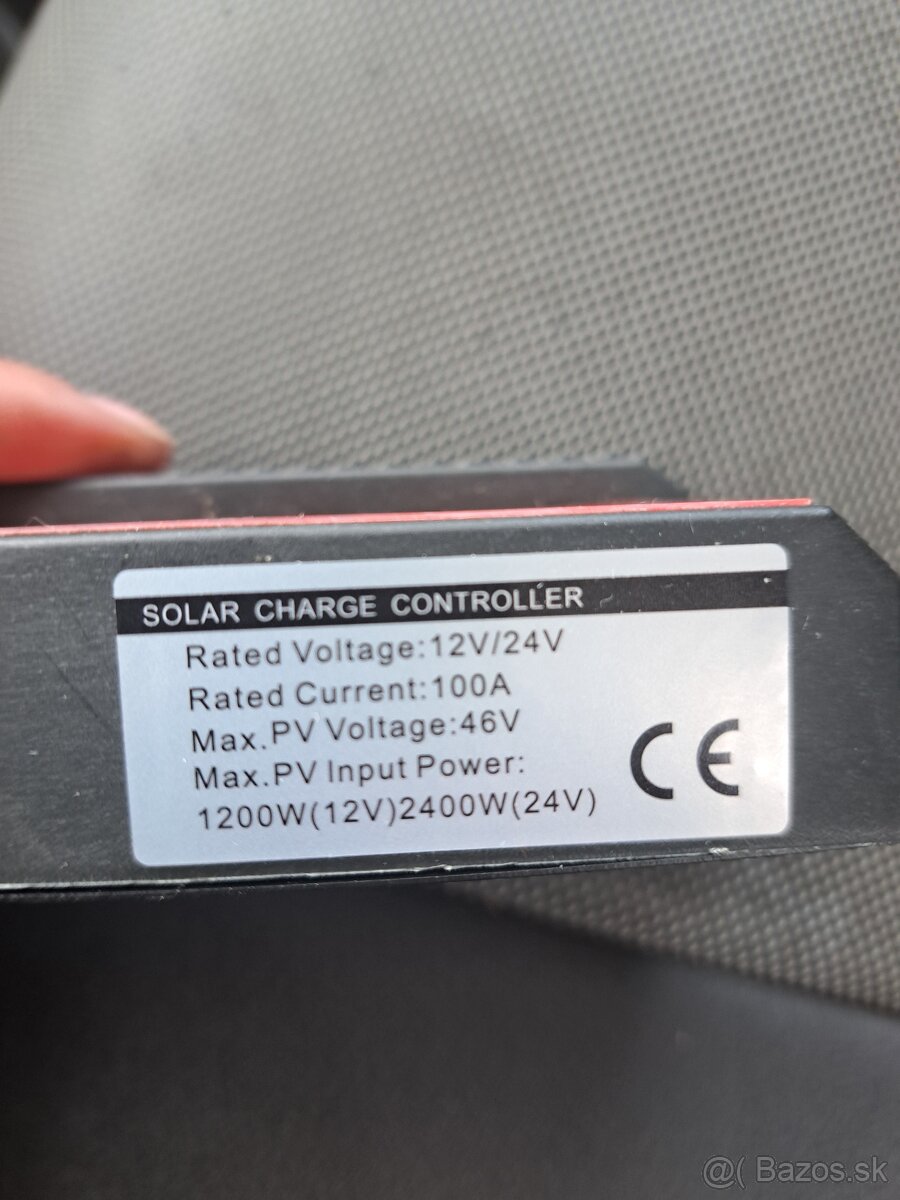 SOLAR CHARGE CONTROLLER
Rated Voltage:12V/24V
Rated Current:100A
Max.PV Voltage:46V
Max.PV Input Power:
1200W(12V)2400W(24V)
CE
@( Bazos.sk